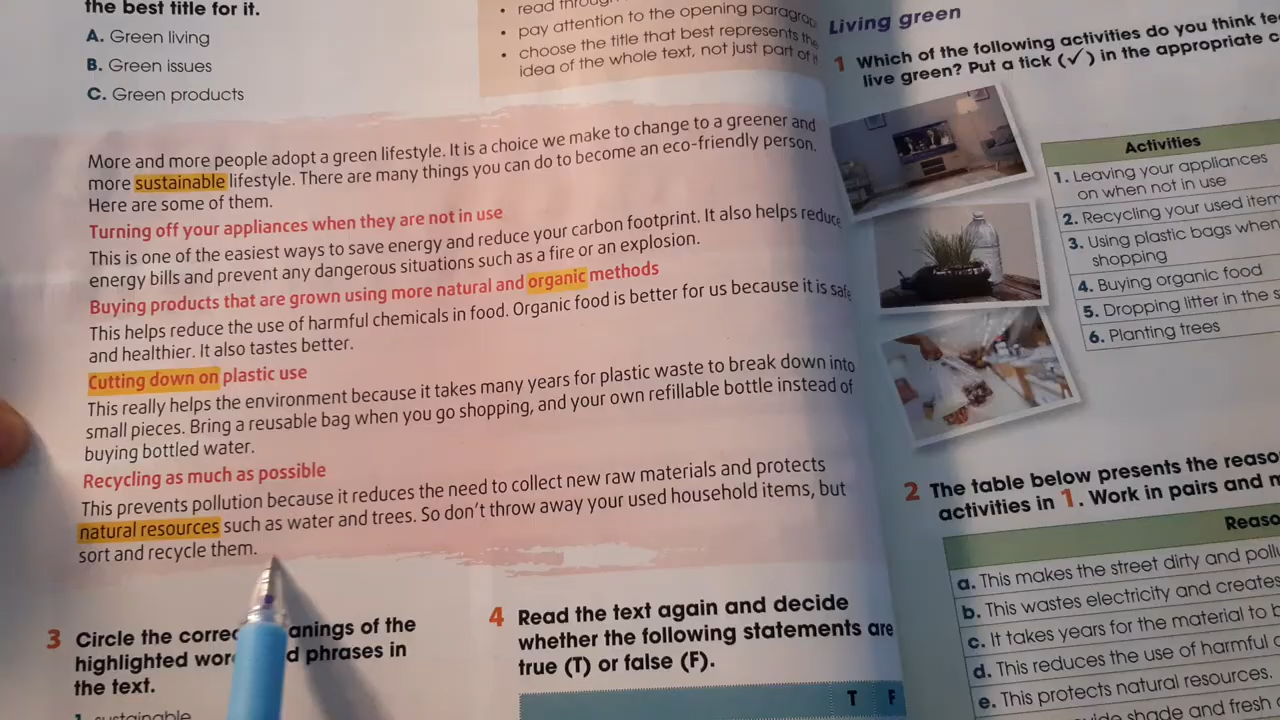 the best title for it.
A. Green living
B. Green issues
C. Green products
• read through
• pay attention to the opening
• choose the title that best represents the
idea of the whole text, not just part of it
More and more people adopt a green lifestyle. It is a choice we make to change to a greener and
more sustainable lifestyle. There are many things you can do to become an eco-friendly person.
Here are some of them.
Turning off your appliances when they are not in use
This is one of the easiest ways to save energy and reduce your carbon footprint. It also helps reduce
energy bills and prevent any dangerous situations such as a fire or an explosion.
Buying products that are grown using more natural and organic methods
This helps reduce the use of harmful chemicals in food. Organic food is better for us because it is safe
and healthier. It also tastes better.
Cutting down on plastic use
This really helps the environment because it takes many years for plastic waste to break down into
small pieces. Bring a reusable bag when you go shopping, and your own refillable bottle instead of
buying bottled water.
Recycling as much as possible
This prevents pollution because it reduces the need to collect new raw materials and protects
natural resources such as water and trees. So don't throw away your used household items, but
sort and recycle them.
3 Circle the correc anings of the
highlighted wor d phrases in
the text.
1. sustainable
4 Read the text again and decide
whether the following statements are
true (T) or false (F).
T F
Living green
1 Which of the following activities do you think
live green? Put a tick (✓) in the appropriate
Activities
1. Leaving your appliances
on when not in use
2. Recycling your used item
3. Using plastic bags when
shopping
4. Buying organic food
5. Dropping litter in the
6. Planting trees
2 The table below presents the reaso
activities in 1. Work in pairs and
Reaso
a. This makes the street dirty and
b. This wastes electricity and creates
c. It takes years for the material to
d. This reduces the use of harmful
e. This protects natural resources.
shade and fresh